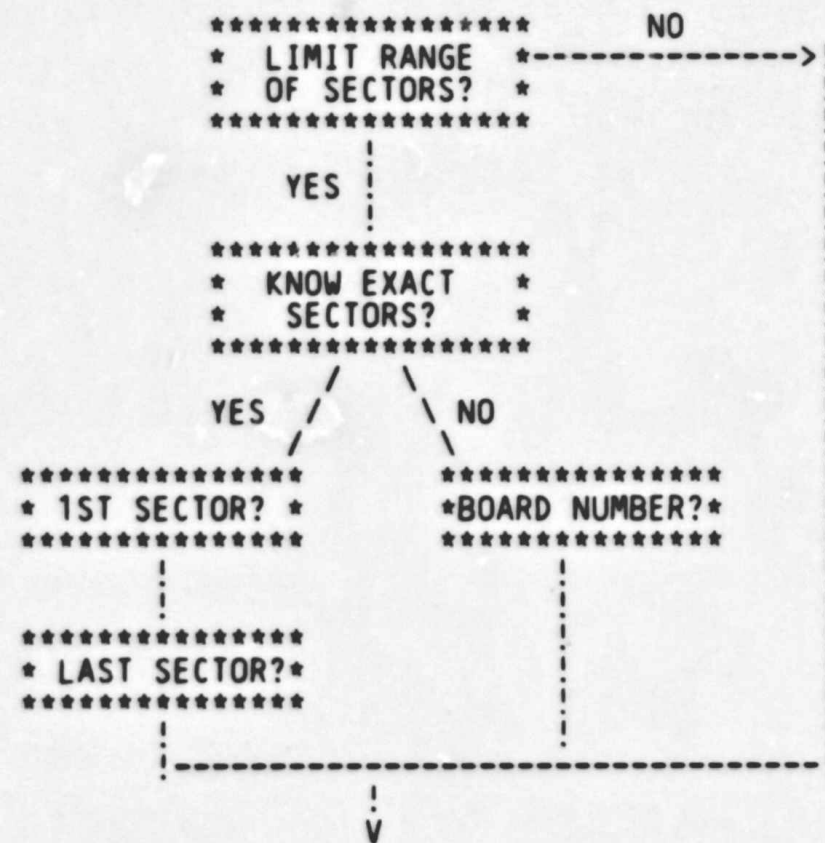 NO
LIMIT RANGE
OF SECTORS?
YES
KNOW EXACT
SECTORS?
YES
NO
1ST SECTOR?
BOARD NUMBER?
LAST SECTOR?